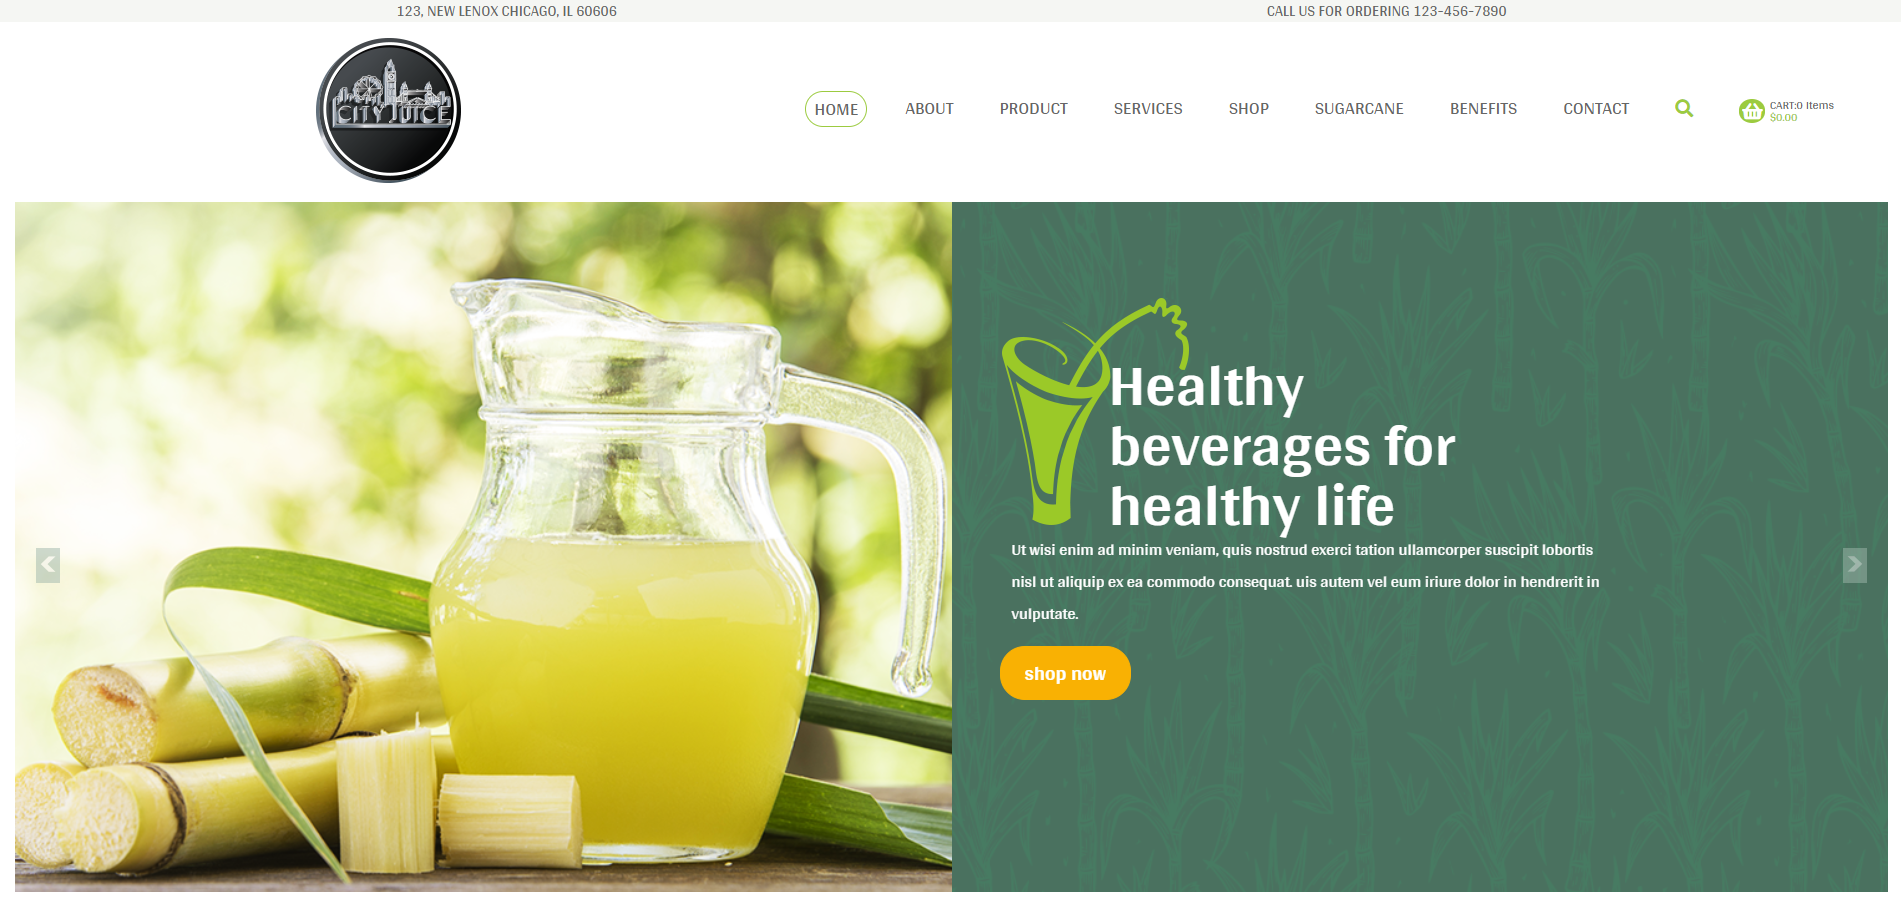 123, NEW LENOX CHICAGO, IL 60606
CALL US FOR ORDERING 123-456-7890
CITY JUICE
HOME
ABOUT
PRODUCT
SERVICES
SHOP
SUGARCANE
BENEFITS
CONTACT
CART:0 Items
$0.00
Healthy
beverages for
healthy life
Ut wisi enim ad minim veniam, quis nostrud exerci tation ullamcorper suscipit lobortis
nisl ut aliquip ex ea commodo consequat. uis autem vel eum iriure dolor in hendrerit in
vulputate.
shop now